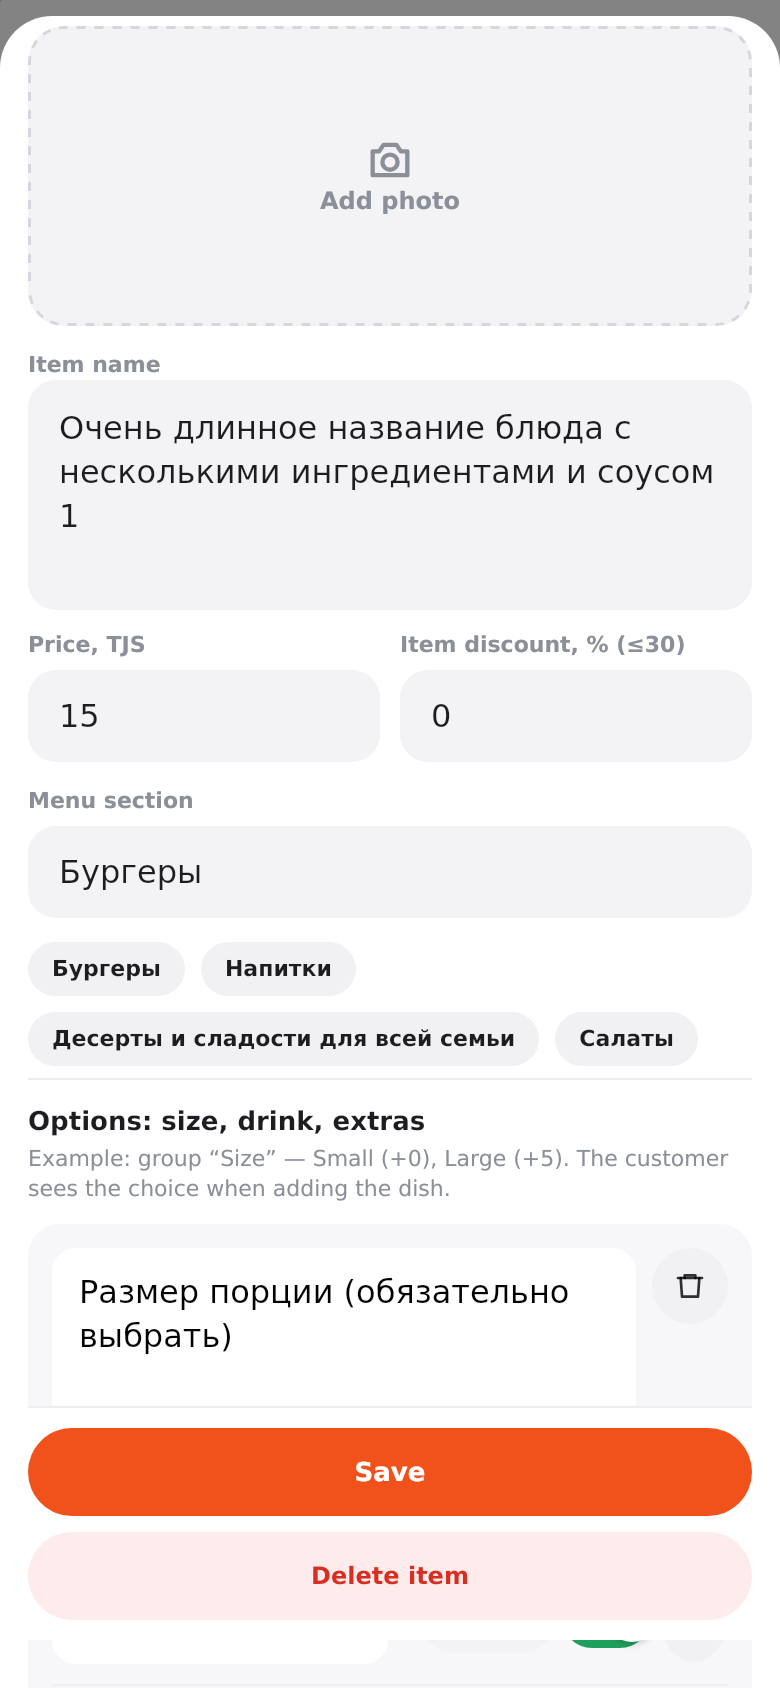 Add photo
Item name
Очень длинное название блюда с
несколькими ингредиентами и соусом
1
Price, TJS
Item discount, % (≤30)
15
0
Menu section
Бургеры
Бургеры
Напитки
Десерты и сладости для всей семьи
Салаты
Options: size, drink, extras
Example: group “Size” — Small (+0), Large (+5). The customer
sees the choice when adding the dish.
Размер порции (обязательно
выбрать)
Save
Delete item